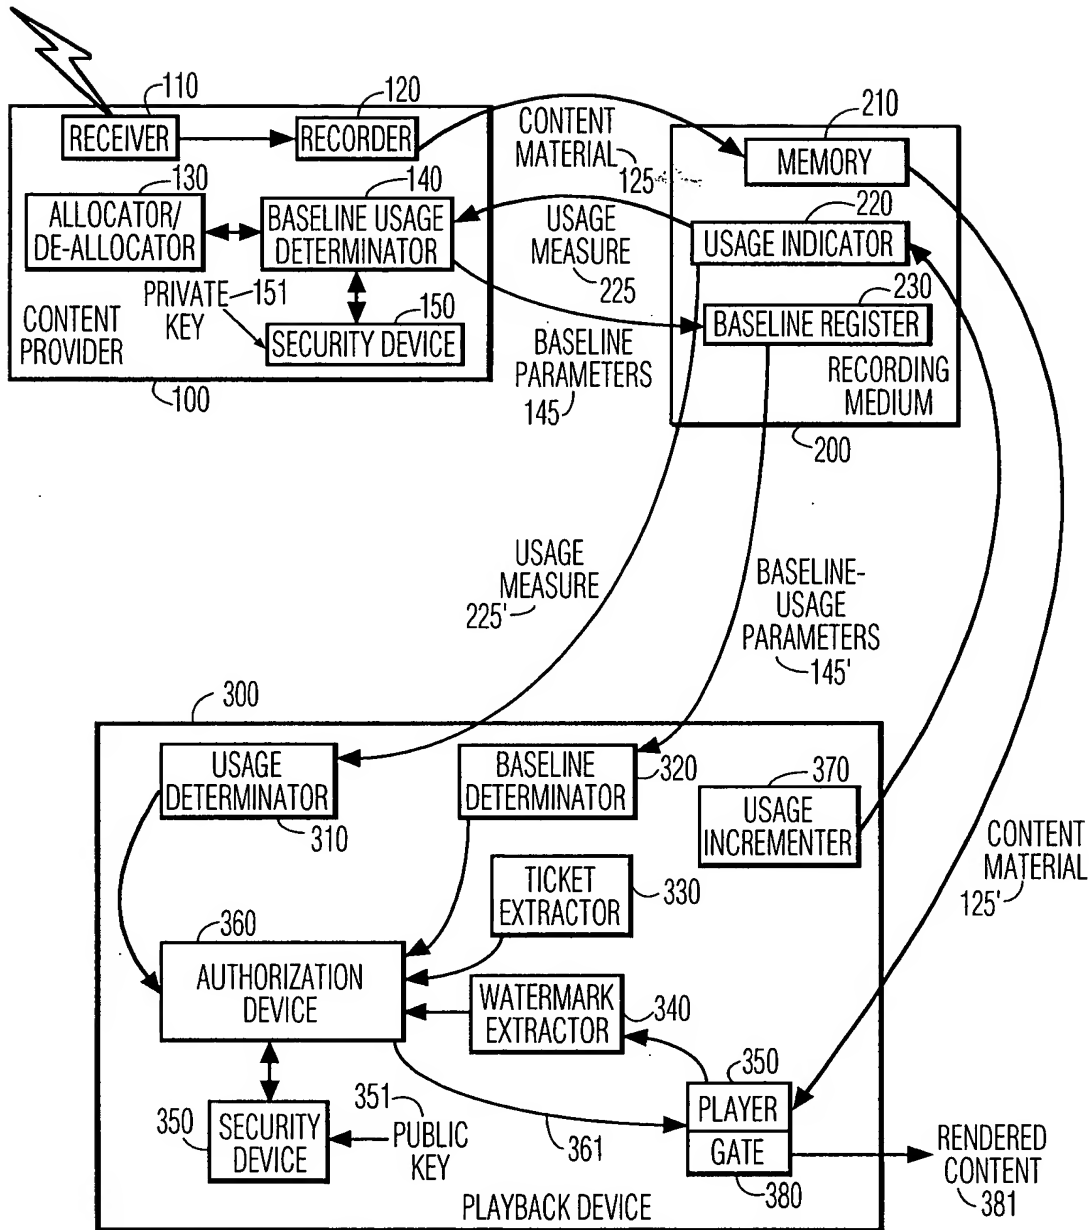 110
RECEIVER
120
RECORDER
130
ALLOCATOR/
DE-ALLOCATOR
140
BASELINE USAGE
DETERMINATOR
PRIVATE 151
KEY
150
SECURITY DEVICE
CONTENT
PROVIDER
100
CONTENT
MATERIAL
125
USAGE
MEASURE
225
BASELINE
PARAMETERS
145
210
MEMORY
220
USAGE INDICATOR
230
BASELINE REGISTER
RECORDING
MEDIUM
200
USAGE
MEASURE
225'
BASELINE-
USAGE
PARAMETERS
145'
CONTENT
MATERIAL
125'
300
USAGE
DETERMINATOR
310
BASELINE
DETERMINATOR
320
370
USAGE
INCREMENTER
TICKET
EXTRACTOR
330
360
AUTHORIZATION
DEVICE
WATERMARK
EXTRACTOR
340
350
PLAYER
GATE
380
350
SECURITY
DEVICE
351
PUBLIC
KEY
361
RENDERED
CONTENT
381
PLAYBACK DEVICE